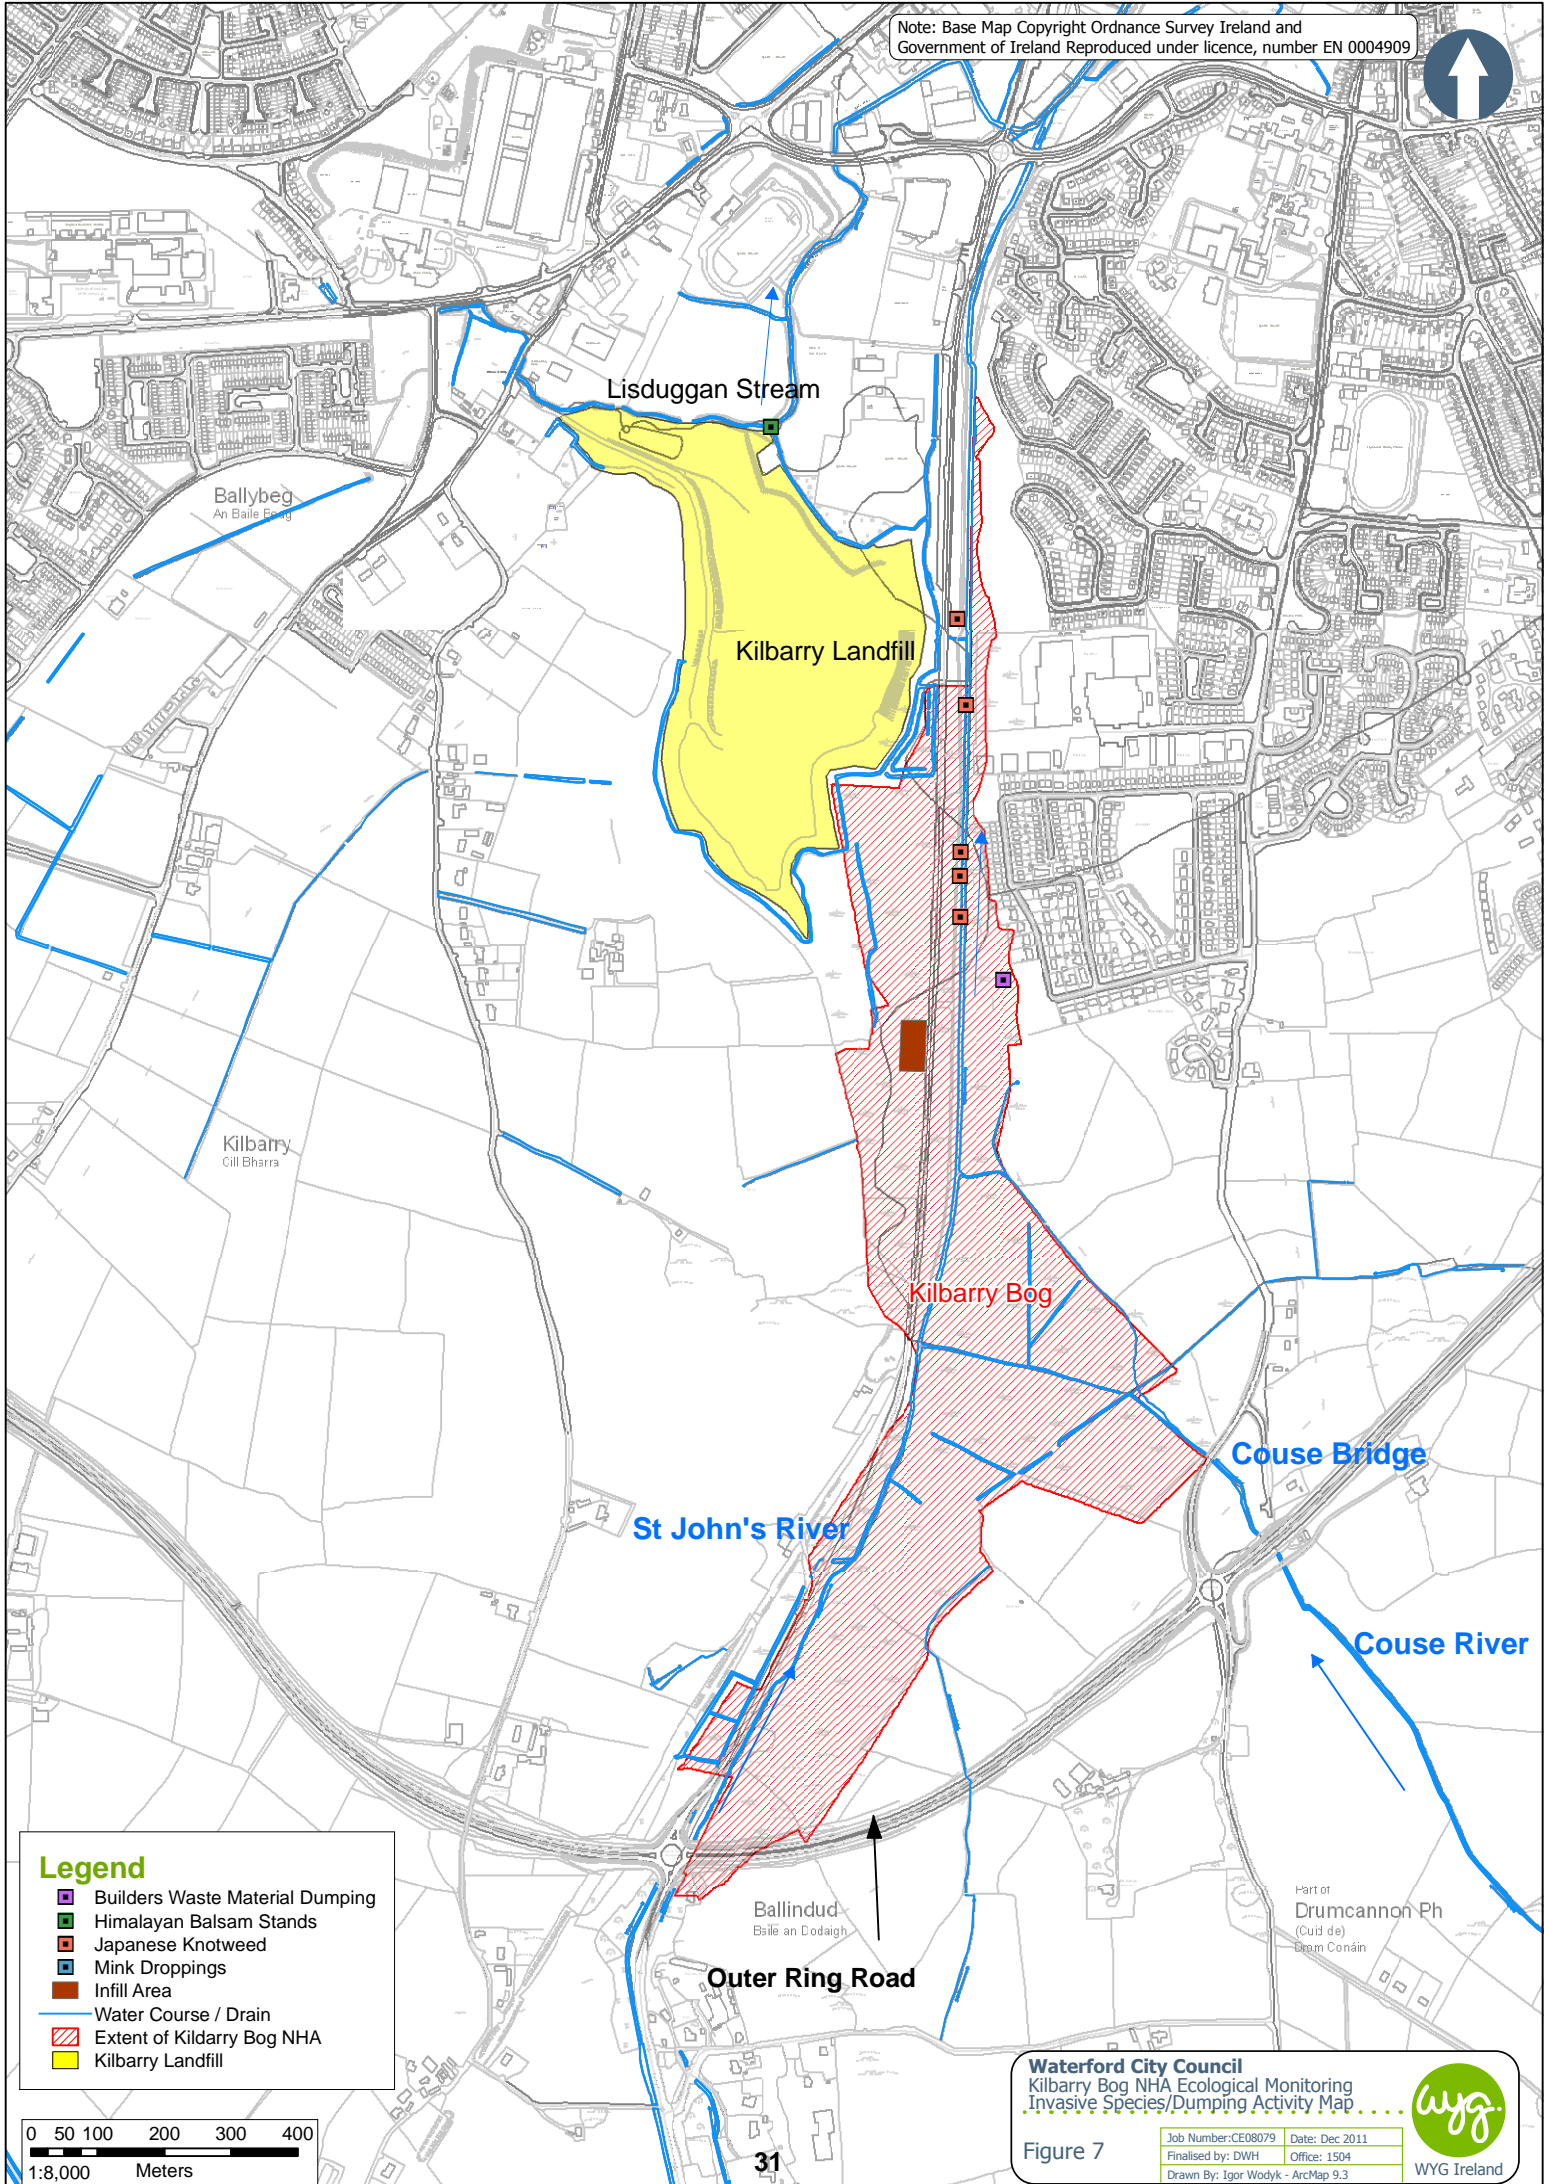 Note: Base Map Copyright Ordnance Survey Ireland and
Government of Ireland Reproduced under licence, number EN 0004909
Lisduggan Stream
Ballybeg
An Baile Beag
Kilbarry Landfill
Kilbarry
Cill Bharra
Kilbarry Bog
Couse Bridge
St John's River
Couse River
Ballindud
Baile an Dodaigh
Part of
Drumcannon Ph
(Cuid de)
Drom Conáin
Outer Ring Road
Legend
Builders Waste Material Dumping
Himalayan Balsam Stands
Japanese Knotweed
Mink Droppings
Infill Area
Water Course / Drain
Extent of Kildarry Bog NHA
Kilbarry Landfill
0 50 100 200 300 400
1:8,000 Meters
31
Waterford City Council
Kilbarry Bog NHA Ecological Monitoring
Invasive Species/Dumping Activity Map
Figure 7
Job Number:CE08079 Date: Dec 2011
Finalised by: DWH Office: 1504
Drawn By: Igor Wodyk - ArcMap 9.3
wyg.
WYG Ireland